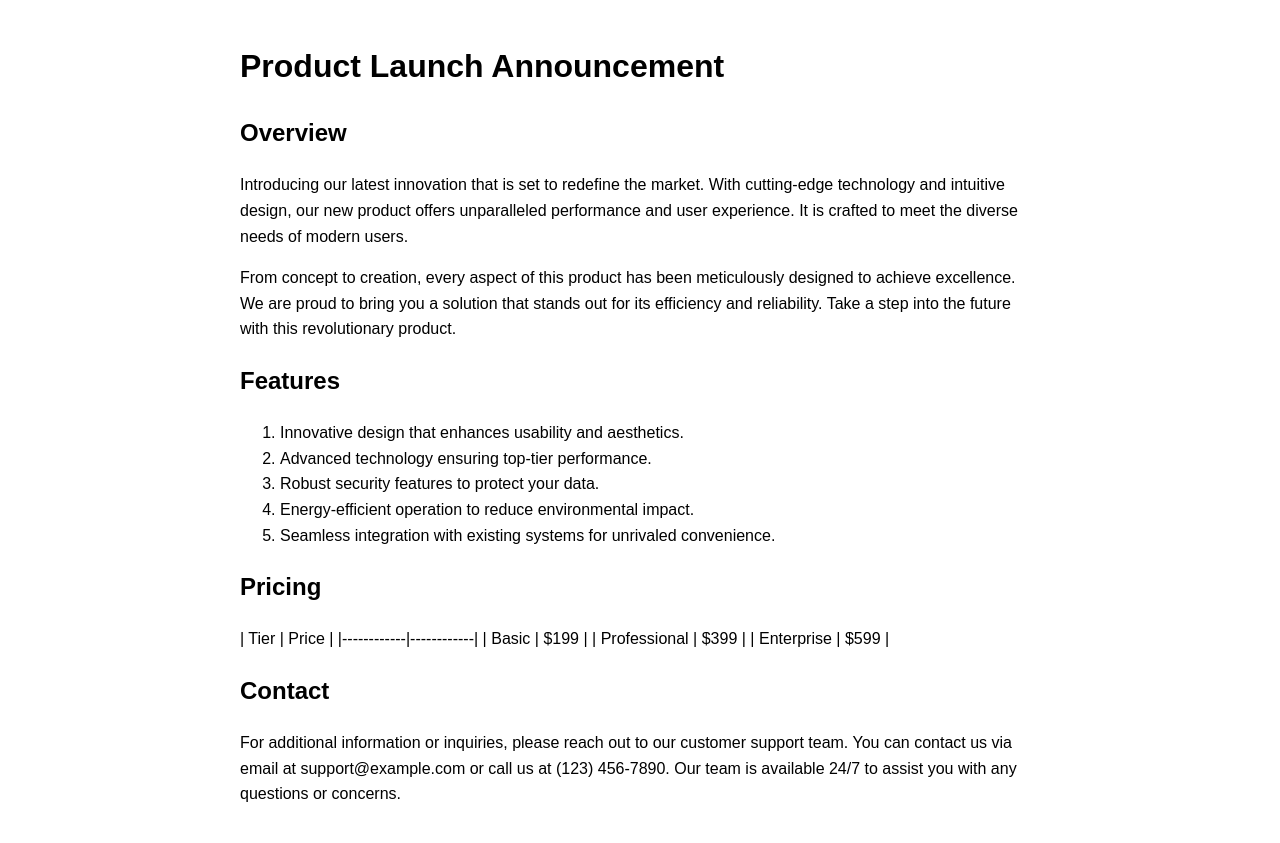 Product Launch Announcement
Overview
Introducing our latest innovation that is set to redefine the market. With cutting-edge technology and intuitive
design, our new product offers unparalleled performance and user experience. It is crafted to meet the diverse
needs of modern users.
From concept to creation, every aspect of this product has been meticulously designed to achieve excellence.
We are proud to bring you a solution that stands out for its efficiency and reliability. Take a step into the future
with this revolutionary product.
Features
1. Innovative design that enhances usability and aesthetics.
2. Advanced technology ensuring top-tier performance.
3. Robust security features to protect your data.
4. Energy-efficient operation to reduce environmental impact.
5. Seamless integration with existing systems for unrivaled convenience.
Pricing
| Tier | Price | |------------|------------| | Basic | $199 | | Professional | $399 | | Enterprise | $599 |
Contact
For additional information or inquiries, please reach out to our customer support team. You can contact us via
email at support@example.com or call us at (123) 456-7890. Our team is available 24/7 to assist you with any
questions or concerns.